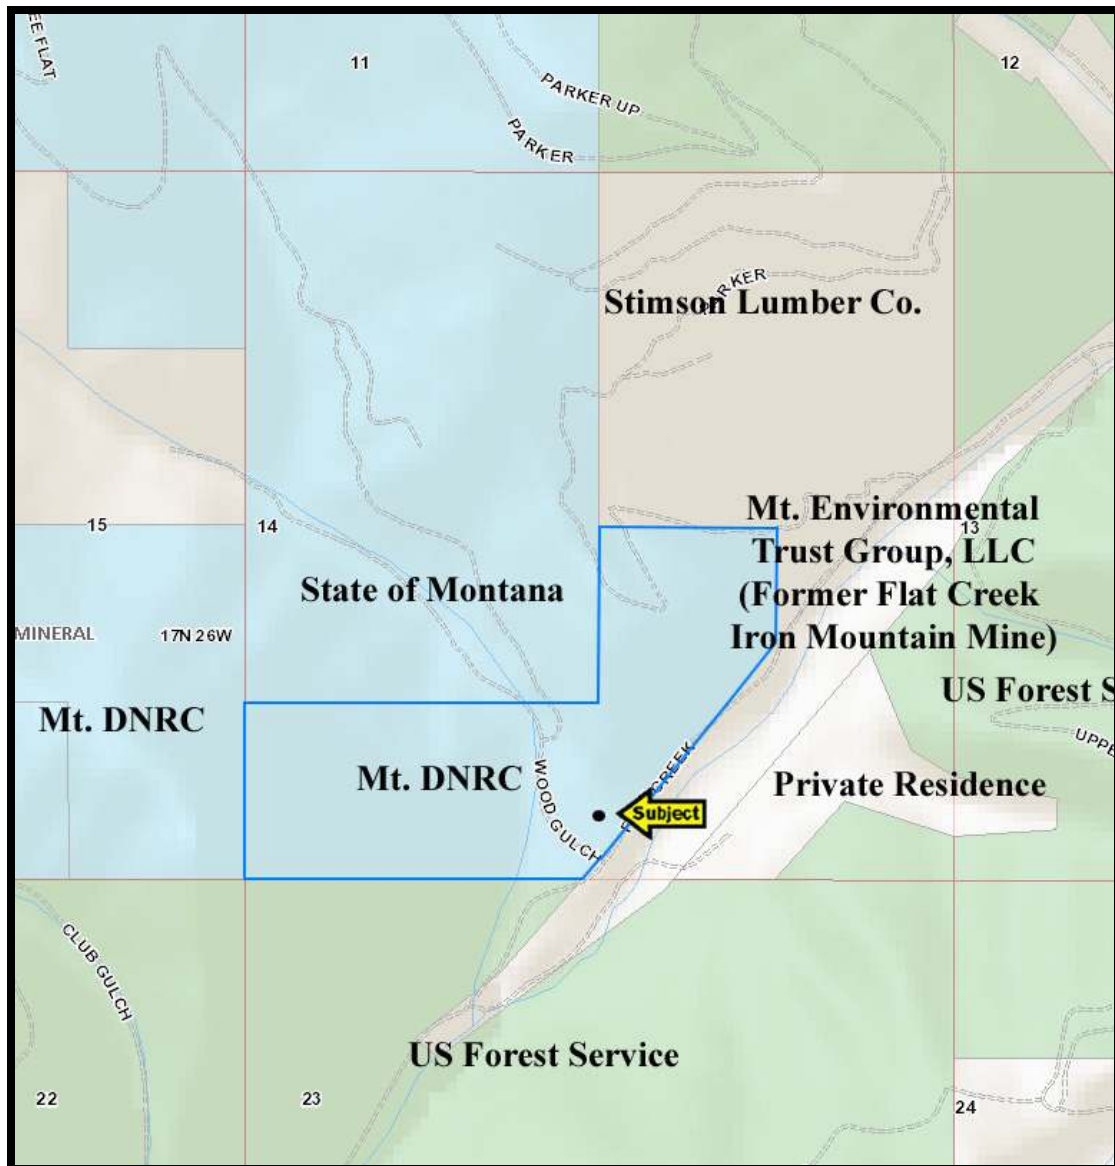 EE FLAT
11
12
PARKER UP
PARKER
PARKER
Stimson Lumber Co.
15
14
13
Mt. Environmental
Trust Group, LLC
(Former Flat Creek
Iron Mountain Mine)
State of Montana
MINERAL
17N 26W
US Forest S
Mt. DNRC
UPPE
Mt. DNRC
WOOD GULCH
CREEK
Private Residence
Subject
CLUB GULCH
US Forest Service
22
23
24